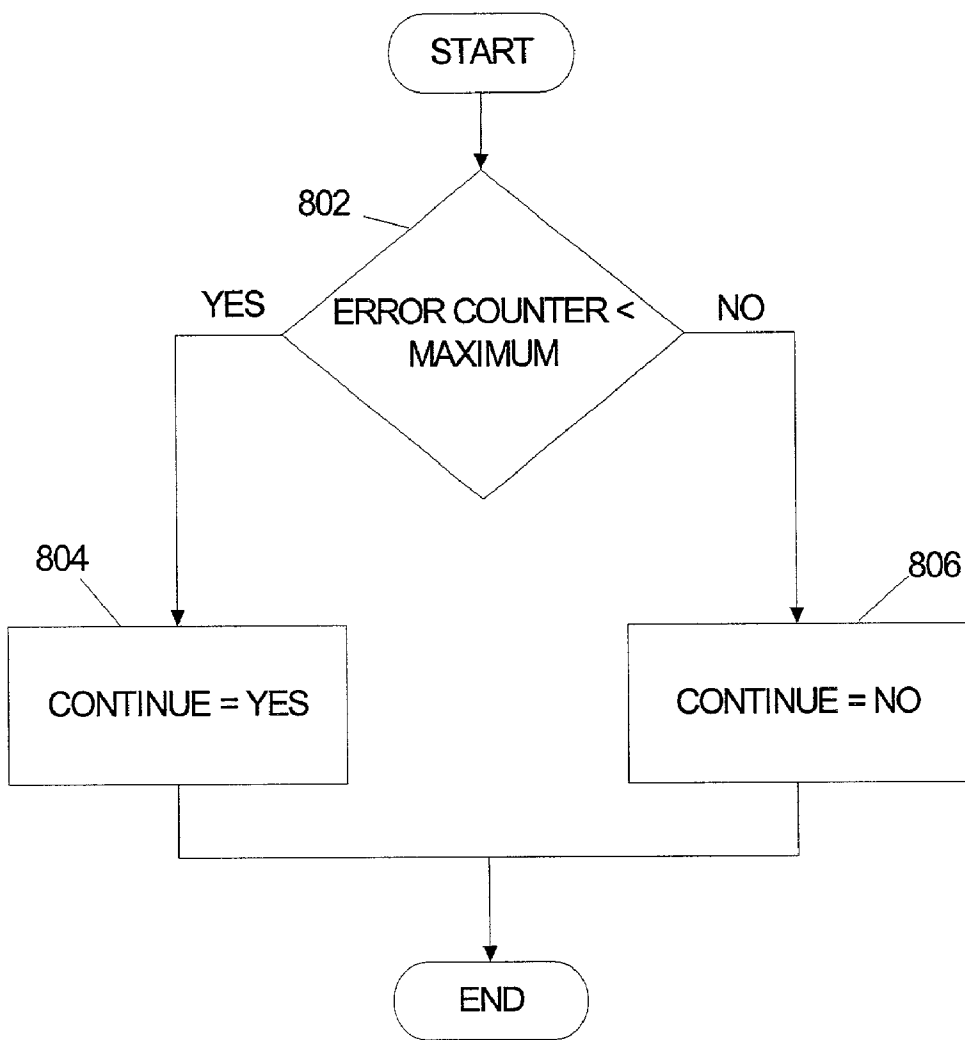 START
802
YES
ERROR COUNTER <
MAXIMUM
NO
804
806
CONTINUE = YES
CONTINUE = NO
END